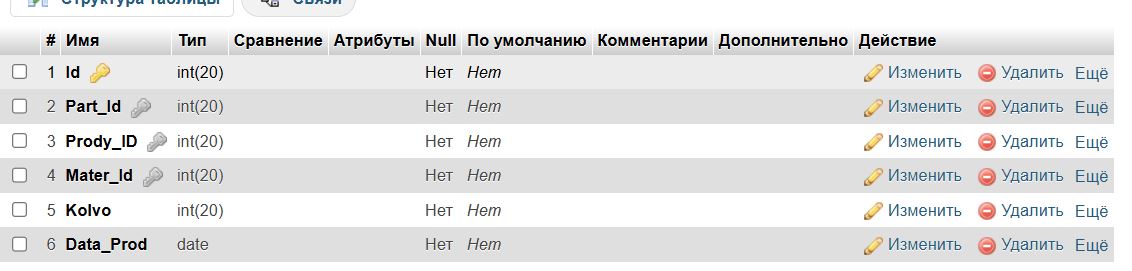 Структура таблицы Связи
# Имя Тип Сравнение Атрибуты Null По умолчанию Комментарии Дополнительно Действие
1 Id int(20) Нет Нет Изменить Удалить Ещё
2 Part_Id int(20) Нет Нет Изменить Удалить Ещё
3 Prody_ID int(20) Нет Нет Изменить Удалить Ещё
4 Mater_Id int(20) Нет Нет Изменить Удалить Ещё
5 Kolvo int(20) Нет Нет Изменить Удалить Ещё
6 Data_Prod date Нет Нет Изменить Удалить Ещё